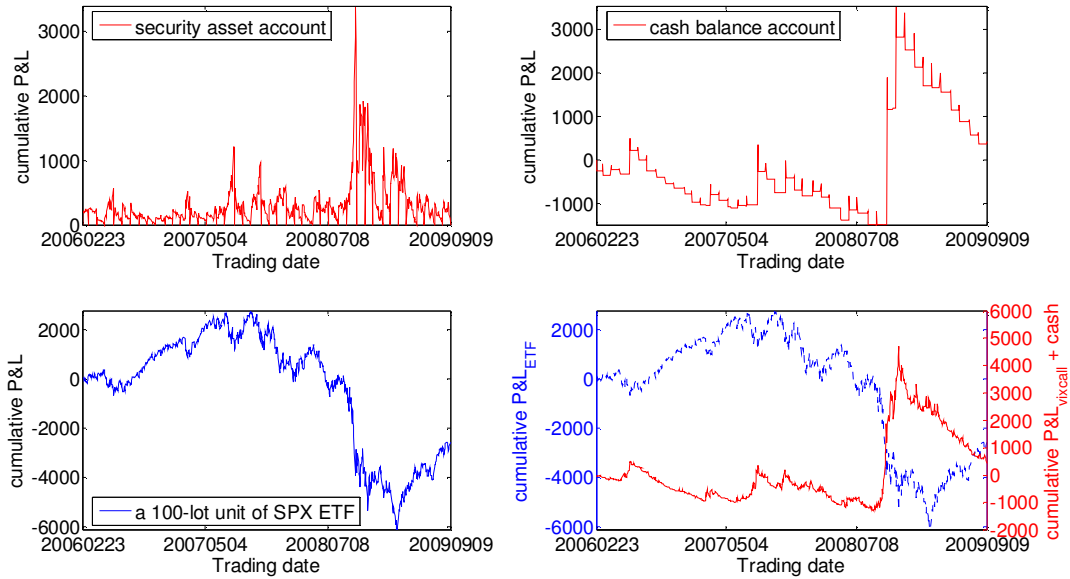 security asset account
cumulative P&L
3000
2000
1000
0
20060223 20070504 20080708 20090909
Trading date
cash balance account
cumulative P&L
3000
2000
1000
0
-1000
20060223 20070504 20080708 20090909
Trading date
a 100-lot unit of SPX ETF
cumulative P&L
2000
0
-2000
-4000
-6000
20060223 20070504 20080708 20090909
Trading date
cumulative P&L_ETF
2000
0
-2000
-4000
-6000
cumulative P&L_vixcall + cash
6000
5000
4000
3000
2000
1000
0
-1000
-2000
20060223 20070504 20080708 20090909
Trading date